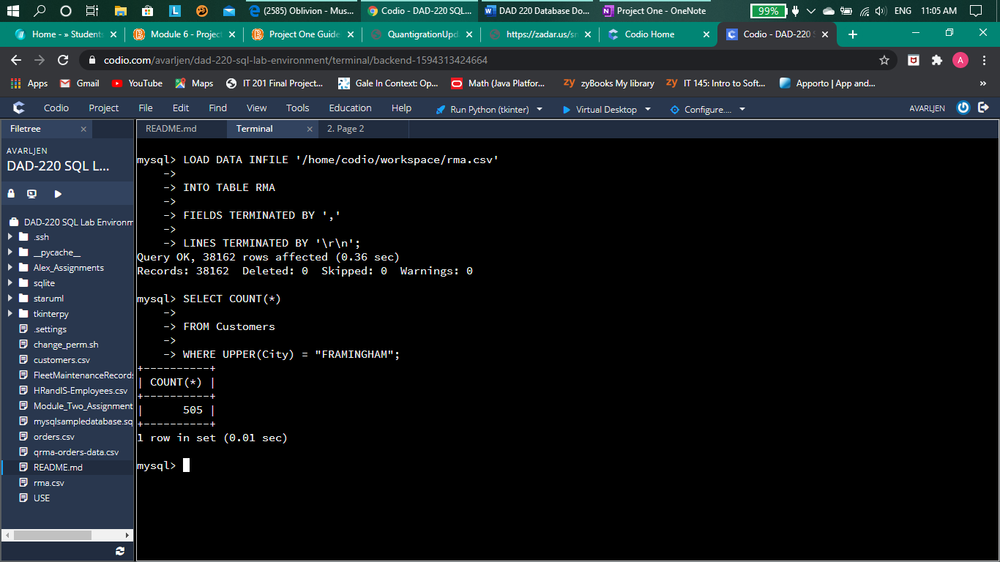 (2585) Oblivion - Mus...
Codio - DAD-220 SQL...
DAD 220 Database Do...
Project One - OneNote
99%
ENG
11:05 AM
Home - » Students
Module 6 - Project
Project One Guide
QuantigrationUpd
https://zadar.us/sn
Codio Home
Codio - DAD-220 S
codio.com/avarljen/dad-220-sql-lab-environment/terminal/backend-1594313424664
A
Apps
Gmail
YouTube
Maps
IT 201 Final Project...
Gale In Context: Op...
Math (Java Platfor...
zy zyBooks My library
zy IT 145: Intro to Soft...
Apporto | App and...
»
Codio Project File Edit Find View Tools Education Help
Run Python (tkinter)
Virtual Desktop
Configure....
AVARLJEN
Filetree
README.md
Terminal
2. Page 2
AVARLJEN
DAD-220 SQL L...
DAD-220 SQL Lab Environm
.ssh
__pycache__
Alex_Assignments
sqlite
staruml
tkinterpy
.settings
change_perm.sh
customers.csv
FleetMaintenanceRecords
HRandIS-Employees.csv
Module_Two_Assignment
mysqlsampledatabase.sq
orders.csv
qrma-orders-data.csv
README.md
rma.csv
USE
mysql> LOAD DATA INFILE '/home/codio/workspace/rma.csv'
->
-> INTO TABLE RMA
->
-> FIELDS TERMINATED BY ','
->
-> LINES TERMINATED BY '\r\n';
Query OK, 38162 rows affected (0.36 sec)
Records: 38162  Deleted: 0  Skipped: 0  Warnings: 0
mysql> SELECT COUNT(*)
->
-> FROM Customers
->
-> WHERE UPPER(City) = "FRAMINGHAM";
+----------+
| COUNT(*) |
+----------+
|      505 |
+----------+
1 row in set (0.01 sec)
mysql>